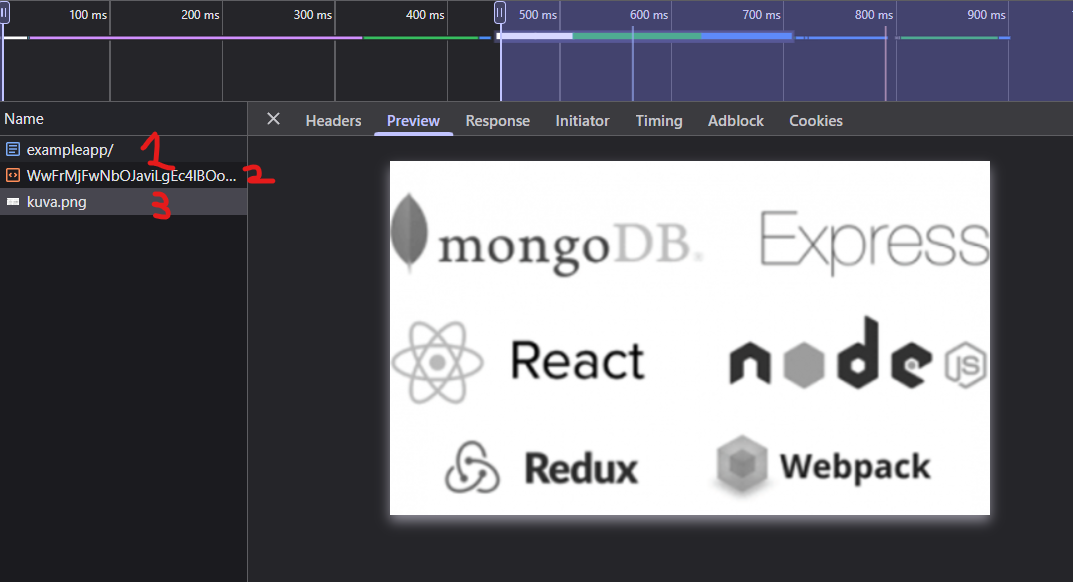 100 ms 200 ms 300 ms 400 ms 500 ms 600 ms 700 ms 800 ms 900 ms
Name
Headers Preview Response Initiator Timing Adblock Cookies
exampleapp/ 1
WwFrMjFwNbOJaviLgEc4lBOo... 2
kuva.png 3
mongoDB. Express
React node JS
Redux Webpack